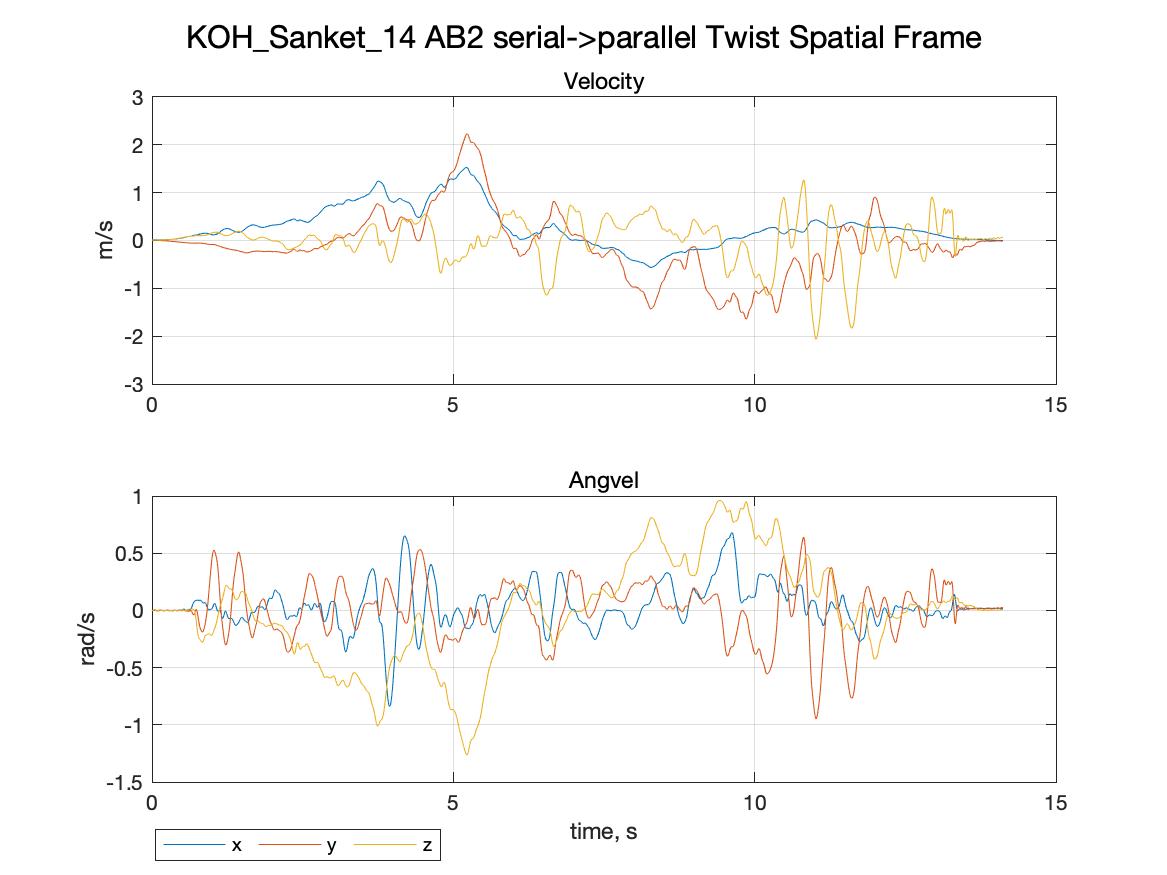 KOH_Sanket_14 AB2 serial->parallel Twist Spatial Frame
Velocity
3
2
1
0
-1
-2
-3
m/s
0 5 10 15
Angvel
1
0.5
0
-0.5
-1
-1.5
rad/s
0 5 10 15
time, s
x y z